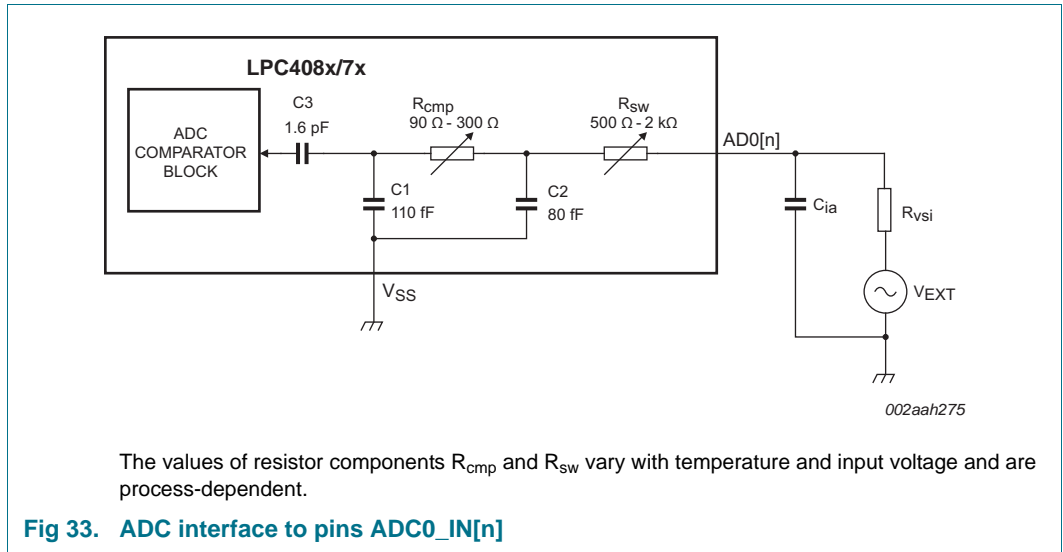 LPC408x/7x
ADC
COMPARATOR
BLOCK
C3
1.6 pF
Rcmp
90 Ω - 300 Ω
Rsw
500 Ω - 2 kΩ
AD0[n]
C1
110 fF
C2
80 fF
Cia
Rvsi
VSS
VEXT
002aah275
The values of resistor components Rcmp and Rsw vary with temperature and input voltage and are
process-dependent.
Fig 33. ADC interface to pins ADC0_IN[n]